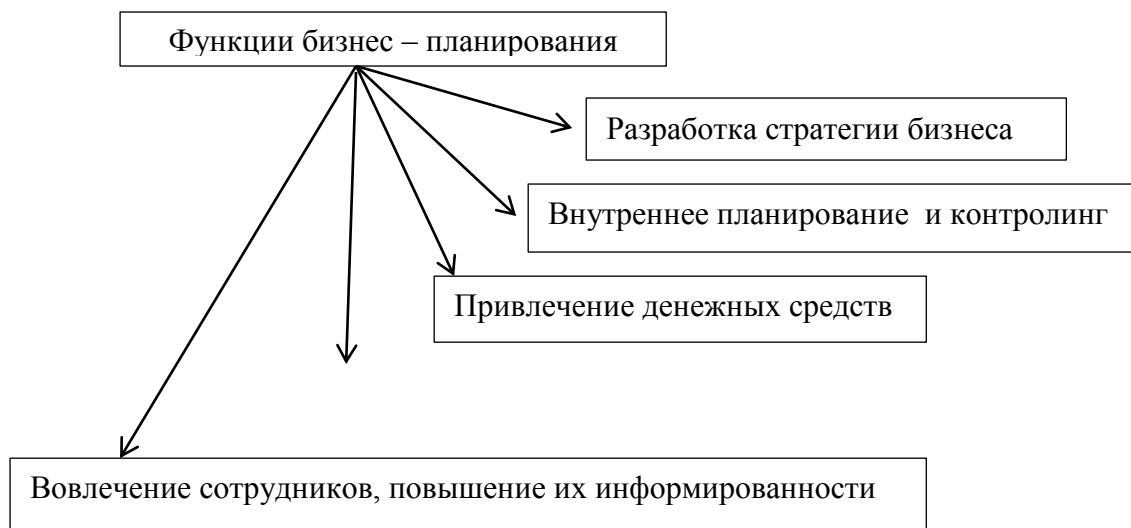 Функции бизнес – планирования
Разработка стратегии бизнеса
Внутреннее планирование и контролинг
Привлечение денежных средств
Вовлечение сотрудников, повышение их информированности